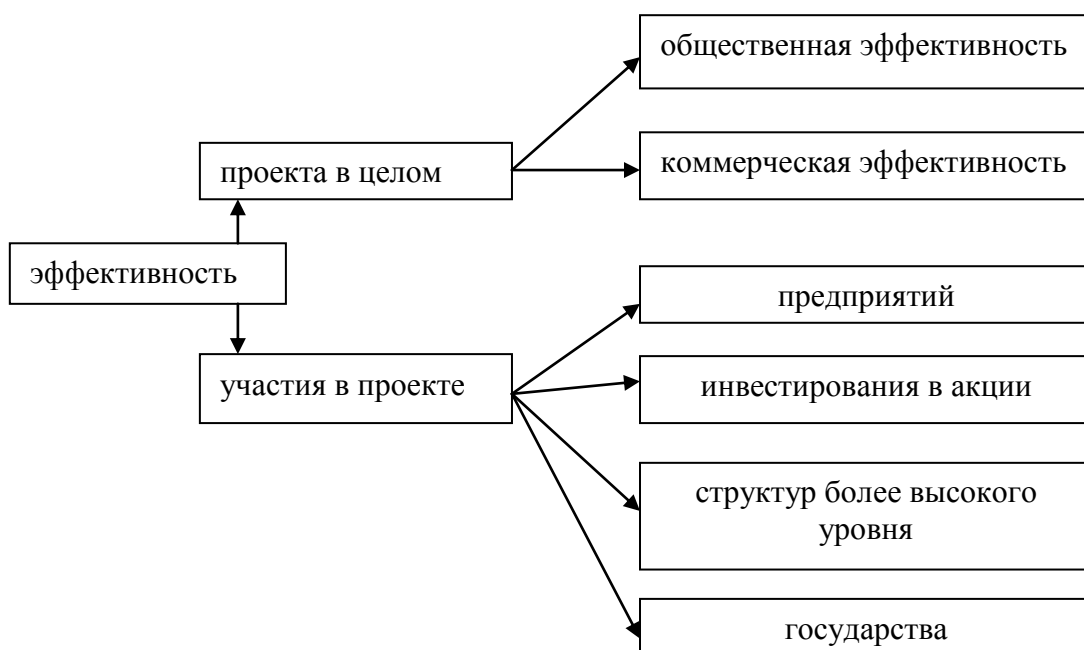 общественная эффективность
проекта в целом
коммерческая эффективность
эффективность
предприятий
участия в проекте
инвестирования в акции
структур более высокого
уровня
государства